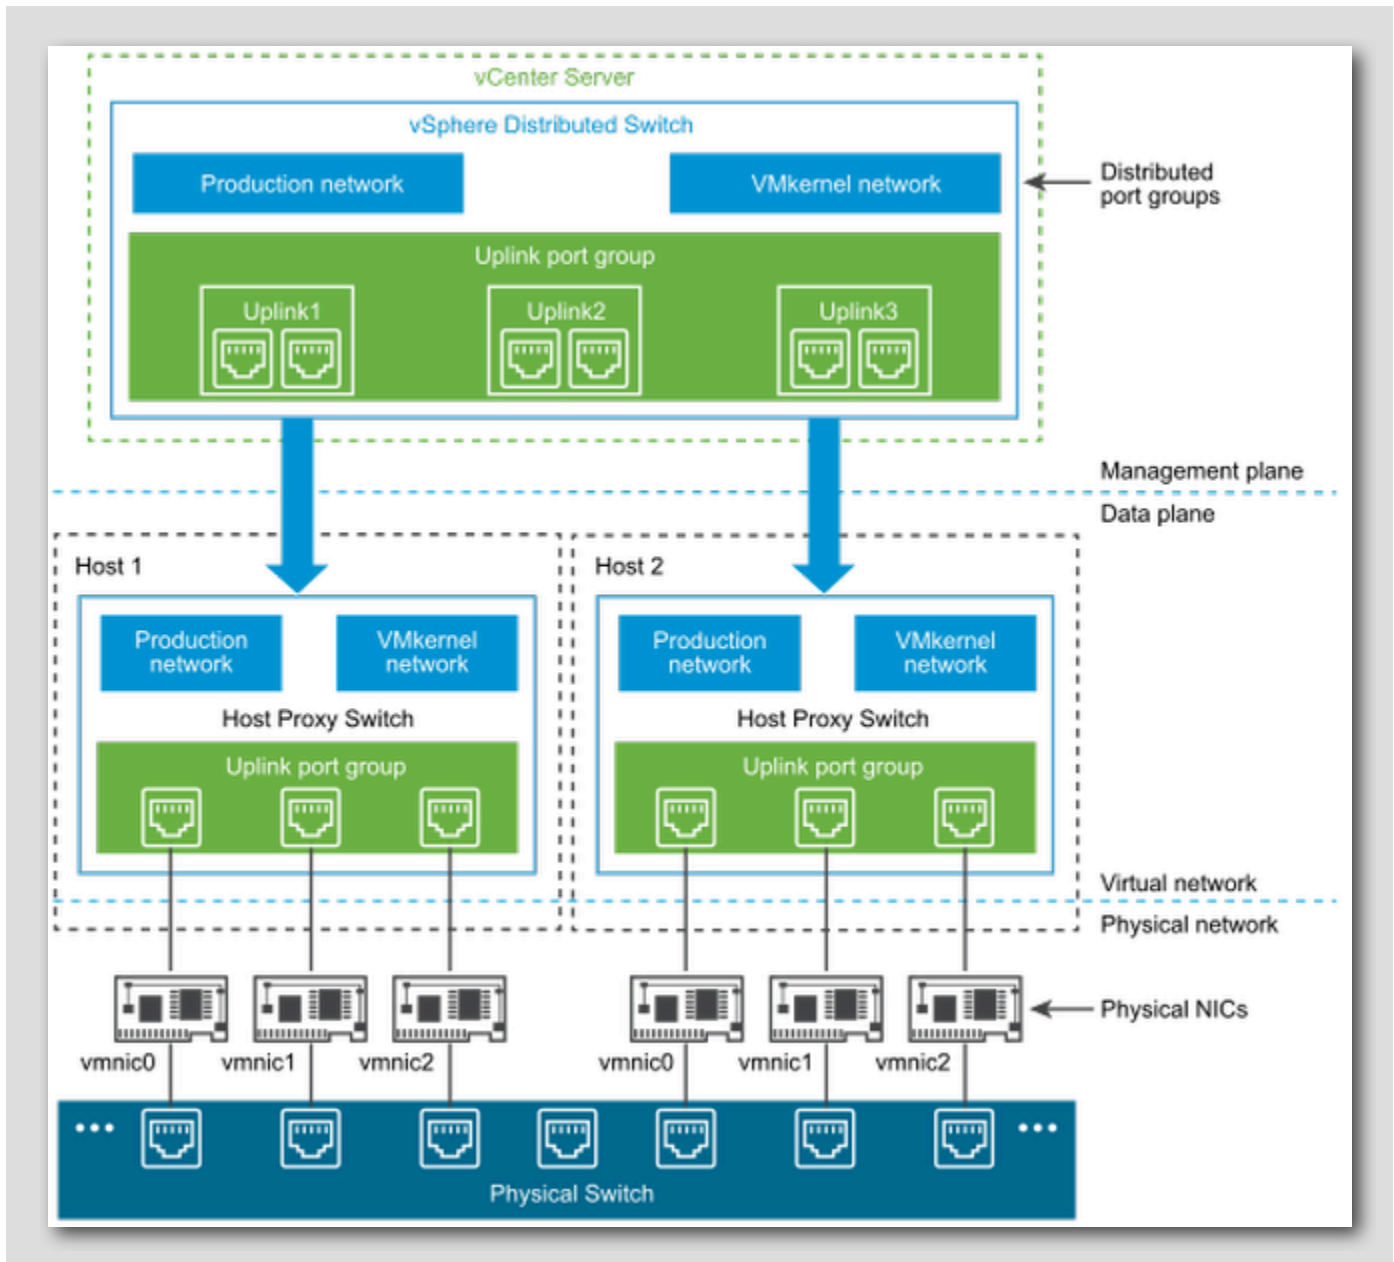 vCenter Server
vSphere Distributed Switch
Production network
VMkernel network
Distributed
port groups
Uplink port group
Uplink1
Uplink2
Uplink3
Management plane
Data plane
Host 1
Host 2
Production
network
VMkernel
network
Production
network
VMkernel
network
Host Proxy Switch
Host Proxy Switch
Uplink port group
Uplink port group
Virtual network
Physical network
Physical NICs
vmnic0
vmnic1
vmnic2
vmnic0
vmnic1
vmnic2
•••
•••
Physical Switch